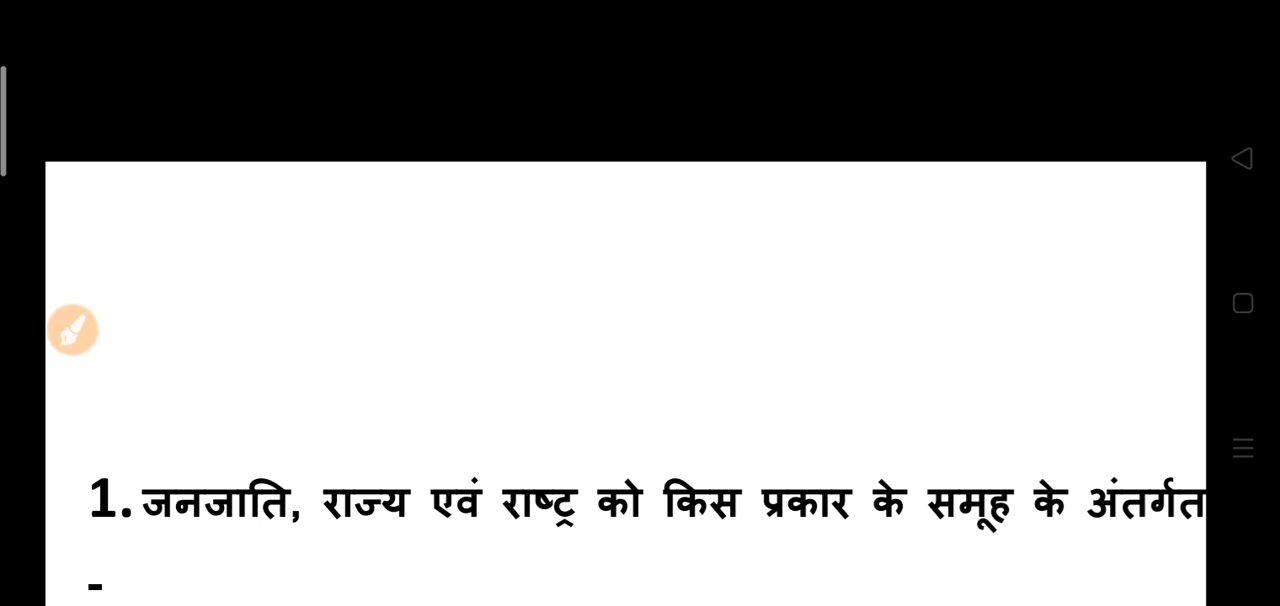 1. जनजाति, राज्य एवं राष्ट्र को किस प्रकार के समूह के अंतर्गत
-